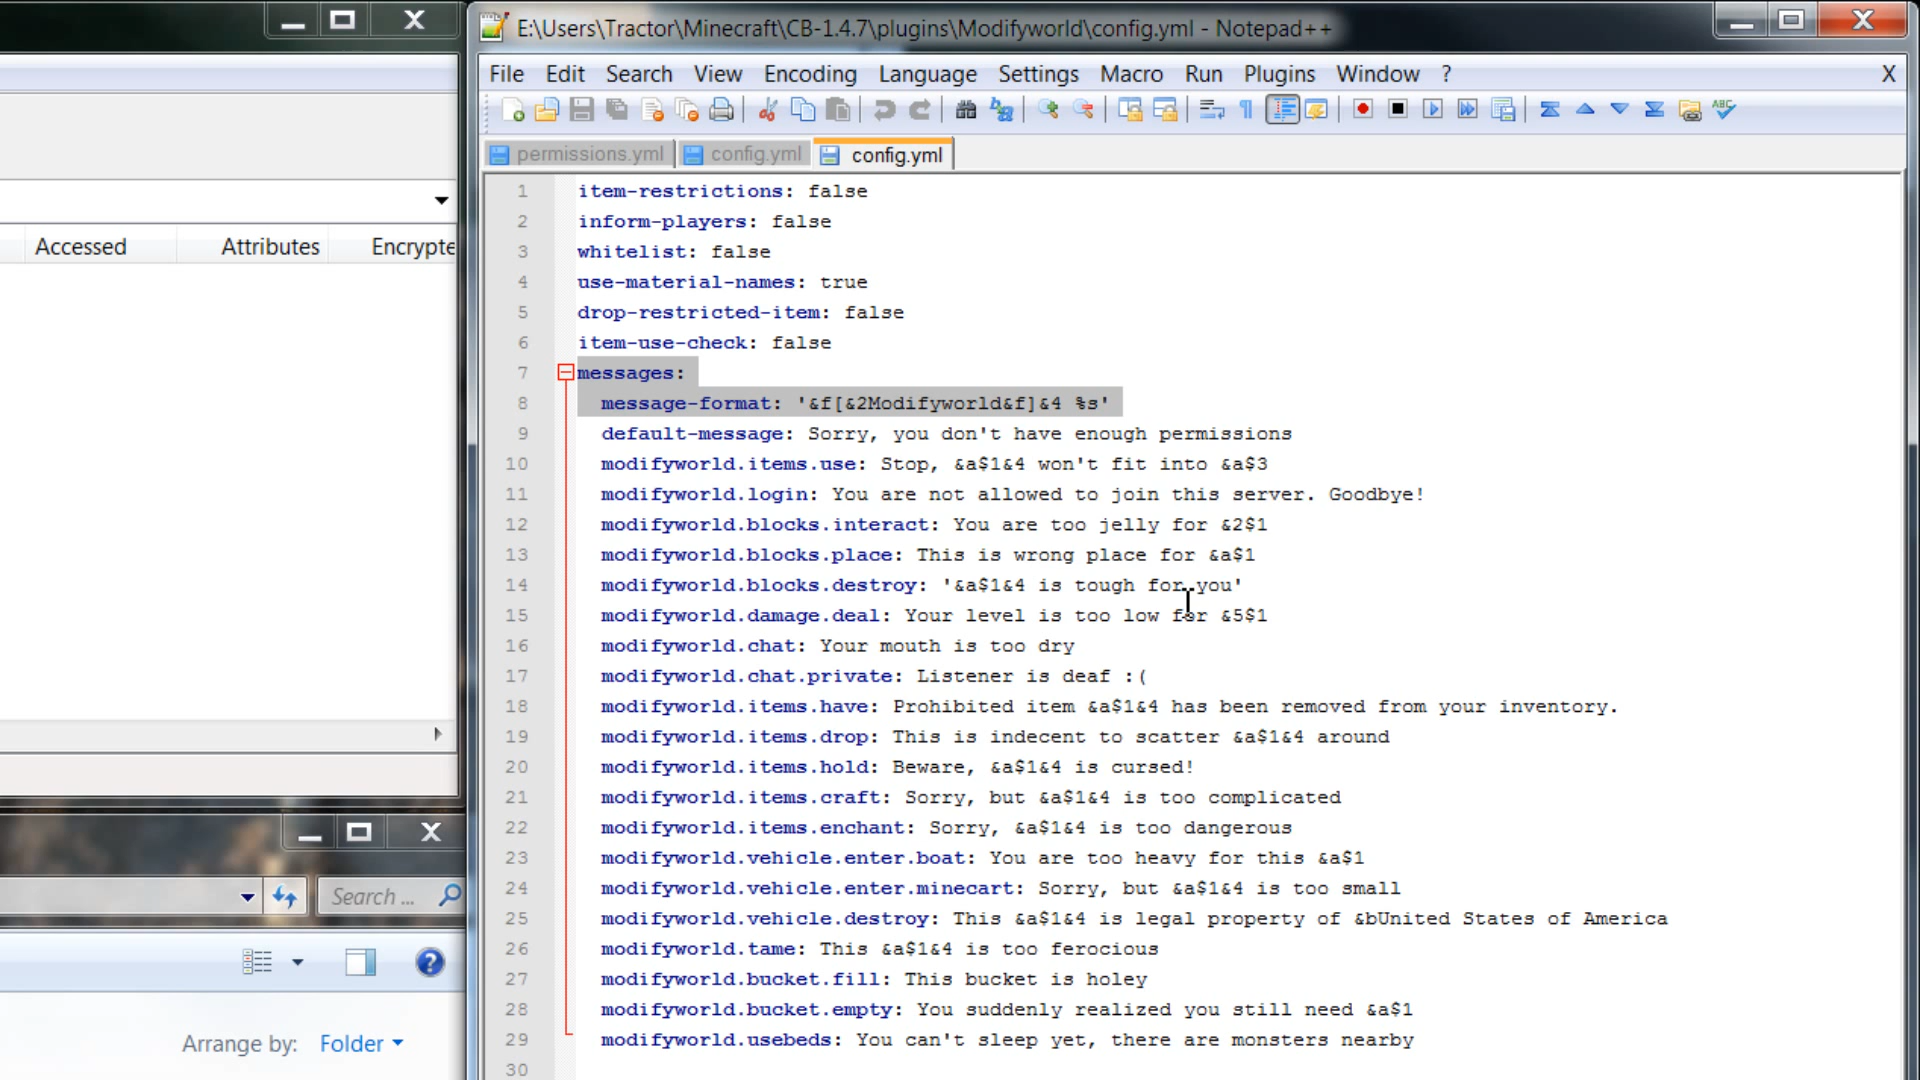 E:\Users\Tractor\Minecraft\CB-1.4.7\plugins\Modifyworld\config.yml - Notepad++
File Edit Search View Encoding Language Settings Macro Run Plugins Window ? X
permissions.yml config.yml config.yml
Accessed Attributes Encrypte
1 item-restrictions: false
2 inform-players: false
3 whitelist: false
4 use-material-names: true
5 drop-restricted-item: false
6 item-use-check: false
7 messages:
8 message-format: '&f[&2Modifyworld&f]&4 %s'
9 default-message: Sorry, you don't have enough permissions
10 modifyworld.items.use: Stop, &a$1&4 won't fit into &a$3
11 modifyworld.login: You are not allowed to join this server. Goodbye!
12 modifyworld.blocks.interact: You are too jelly for &2$1
13 modifyworld.blocks.place: This is wrong place for &a$1
14 modifyworld.blocks.destroy: '&a$1&4 is tough for you'
15 modifyworld.damage.deal: Your level is too low for &5$1
16 modifyworld.chat: Your mouth is too dry
17 modifyworld.chat.private: Listener is deaf :(
18 modifyworld.items.have: Prohibited item &a$1&4 has been removed from your inventory.
19 modifyworld.items.drop: This is indecent to scatter &a$1&4 around
20 modifyworld.items.hold: Beware, &a$1&4 is cursed!
21 modifyworld.items.craft: Sorry, but &a$1&4 is too complicated
22 modifyworld.items.enchant: Sorry, &a$1&4 is too dangerous
23 modifyworld.vehicle.enter.boat: You are too heavy for this &a$1
24 modifyworld.vehicle.enter.minecart: Sorry, but &a$1&4 is too small
25 modifyworld.vehicle.destroy: This &a$1&4 is legal property of &bUnited States of America
26 modifyworld.tame: This &a$1&4 is too ferocious
27 modifyworld.bucket.fill: This bucket is holey
28 modifyworld.bucket.empty: You suddenly realized you still need &a$1
29 modifyworld.usebeds: You can't sleep yet, there are monsters nearby
30
Search ...
Arrange by: Folder